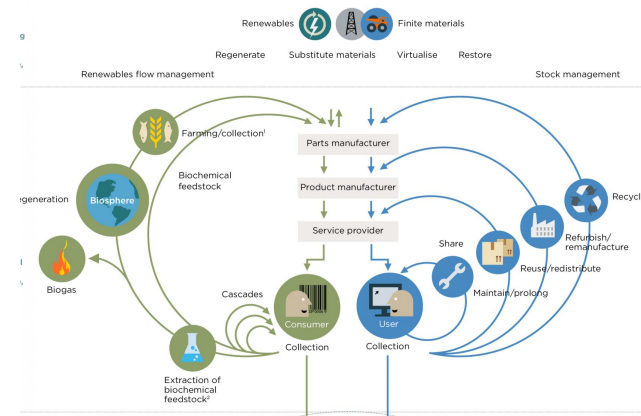 Renewables
Finite materials
Regenerate
Substitute materials
Virtualise
Restore
Renewables flow management
Stock management
Farming/collection¹
Parts manufacturer
Biochemical
feedstock
Product manufacturer
Biosphere
Recycl
egeneration
Service provider
Share
Refurbish/
remanufacture
Reuse/redistribute
Biogas
Cascades
Maintain/prolong
Consumer
User
Collection
Collection
Extraction of
biochemical
feedstock²